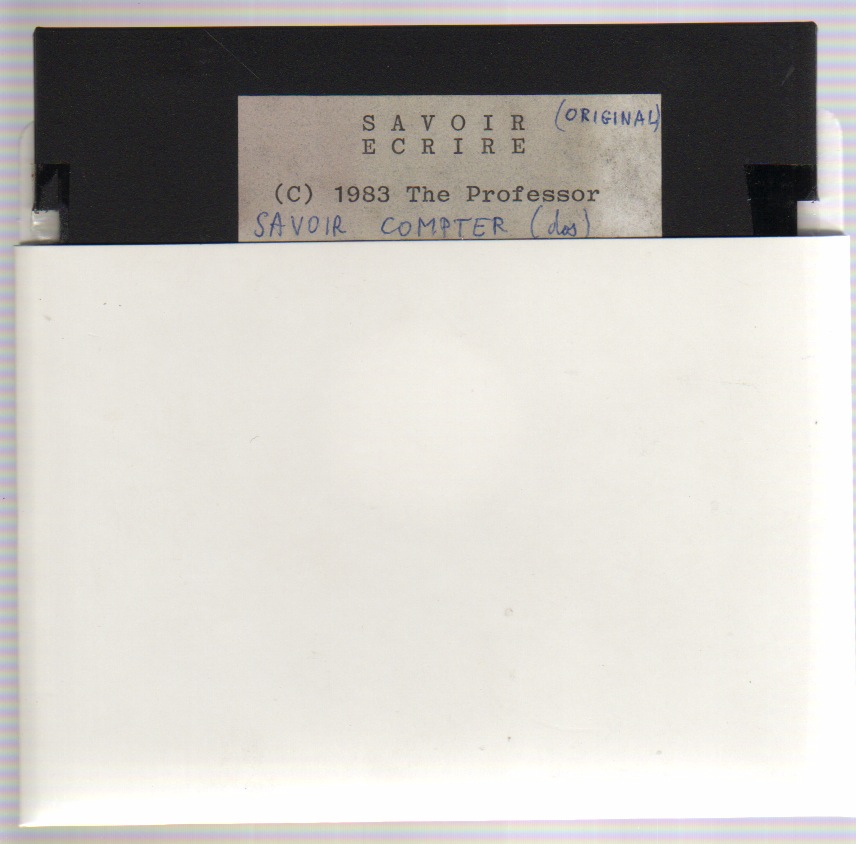 SAVOIR (ORIGINAL)
ECRIRE
(C) 1983 The Professor
SAVOIR COMPTER (dos)